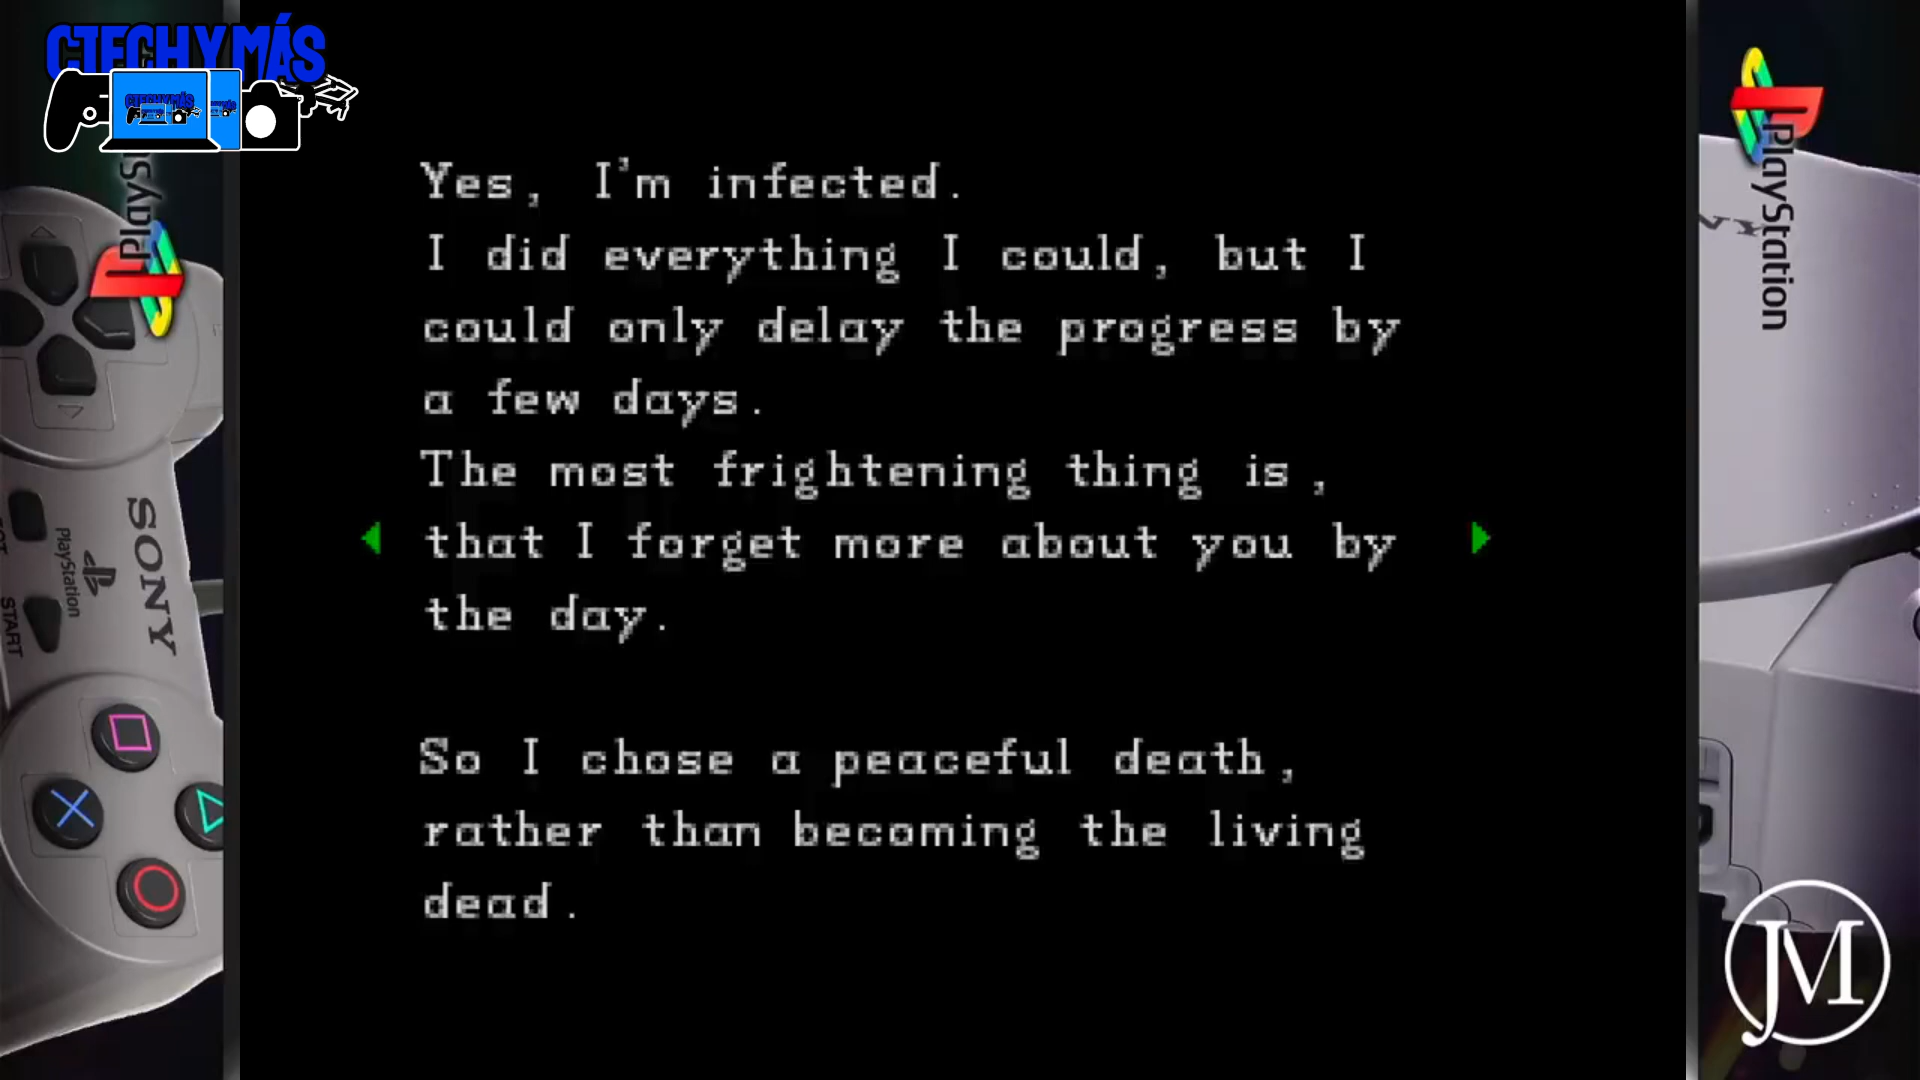 CTECHY MÁS
Yes, I'm infected.
I did everything I could, but I
could only delay the progress by
a few days.
The most frightening thing is,
that I forget more about you by
the day.
So I chose a peaceful death,
rather than becoming the living
dead.
PlayStation
SONY
PlayStation
START
JM